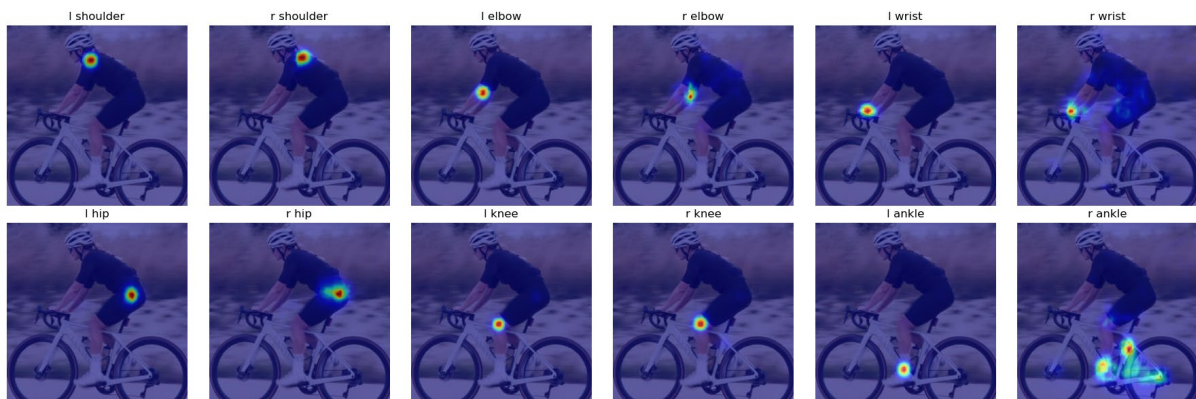 l shoulder
r shoulder
l elbow
r elbow
l wrist
r wrist
l hip
r hip
l knee
r knee
l ankle
r ankle